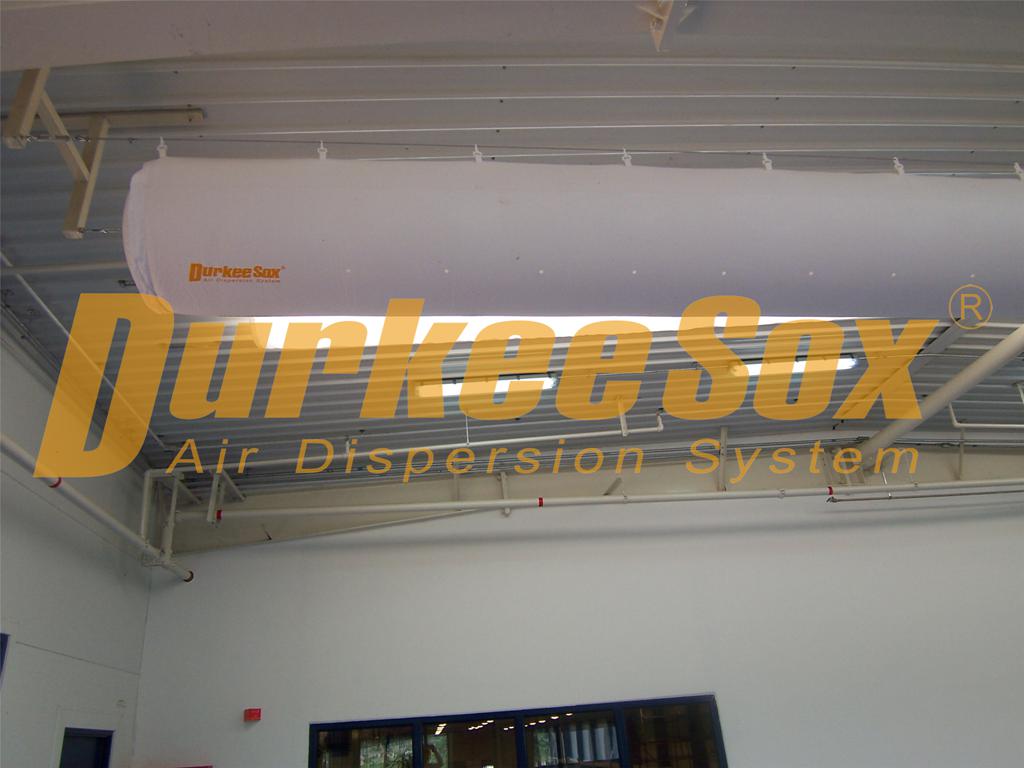 DurkeeSox®
Air Dispersion System
DurkeeSox®
Air Dispersion System